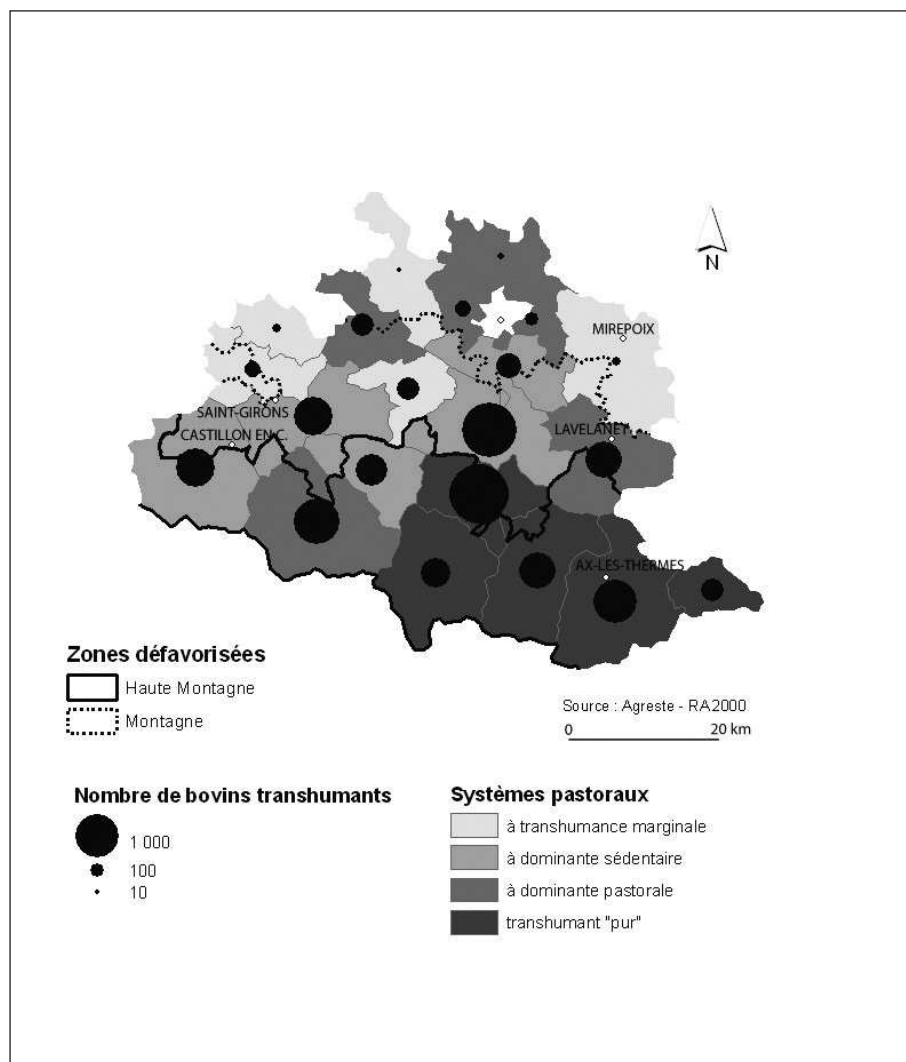 N
MIREPOIX
SAINT-GIRONS
CASTILLON EN C.
LAVELANET
AX-LES-THERMES
Zones défavorisées
Haute Montagne
Montagne
Source : Agreste - RA2000
0 20 km
Nombre de bovins transhumants
1 000
100
10
Systèmes pastoraux
à transhumance marginale
à dominante sédentaire
à dominante pastorale
transhumant "pur"